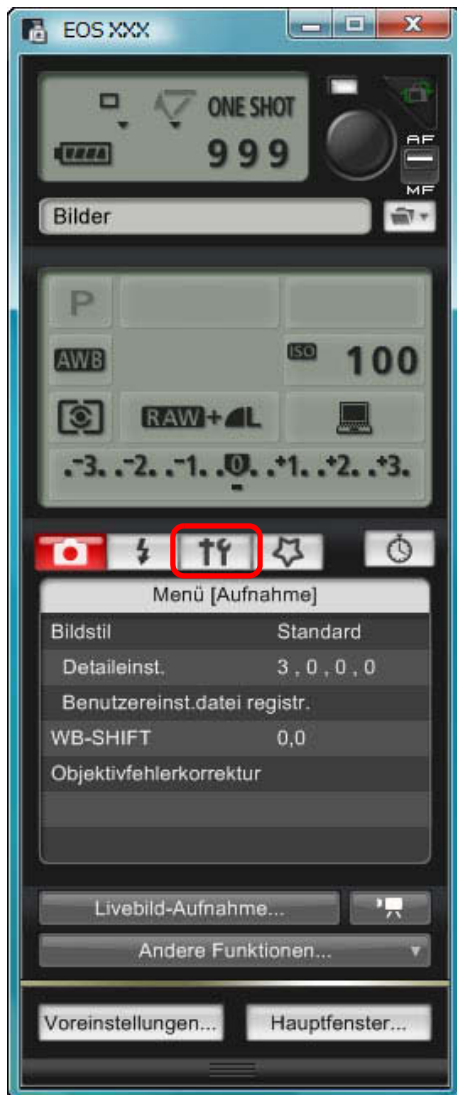 EOS XXX
ONE SHOT
999
AF
MF
Bilder
P
AWB
ISO 100
RAW+L
.-3. .-2. .-1. .0. .+1. .+2. .+3.
Menü [Aufnahme]
Bildstil Standard
Detaileinst. 3 , 0 , 0 , 0
Benutzereinst.datei registr.
WB-SHIFT 0,0
Objektivfehlerkorrektur
Livebild-Aufnahme...
Andere Funktionen...
Voreinstellungen... Hauptfenster...